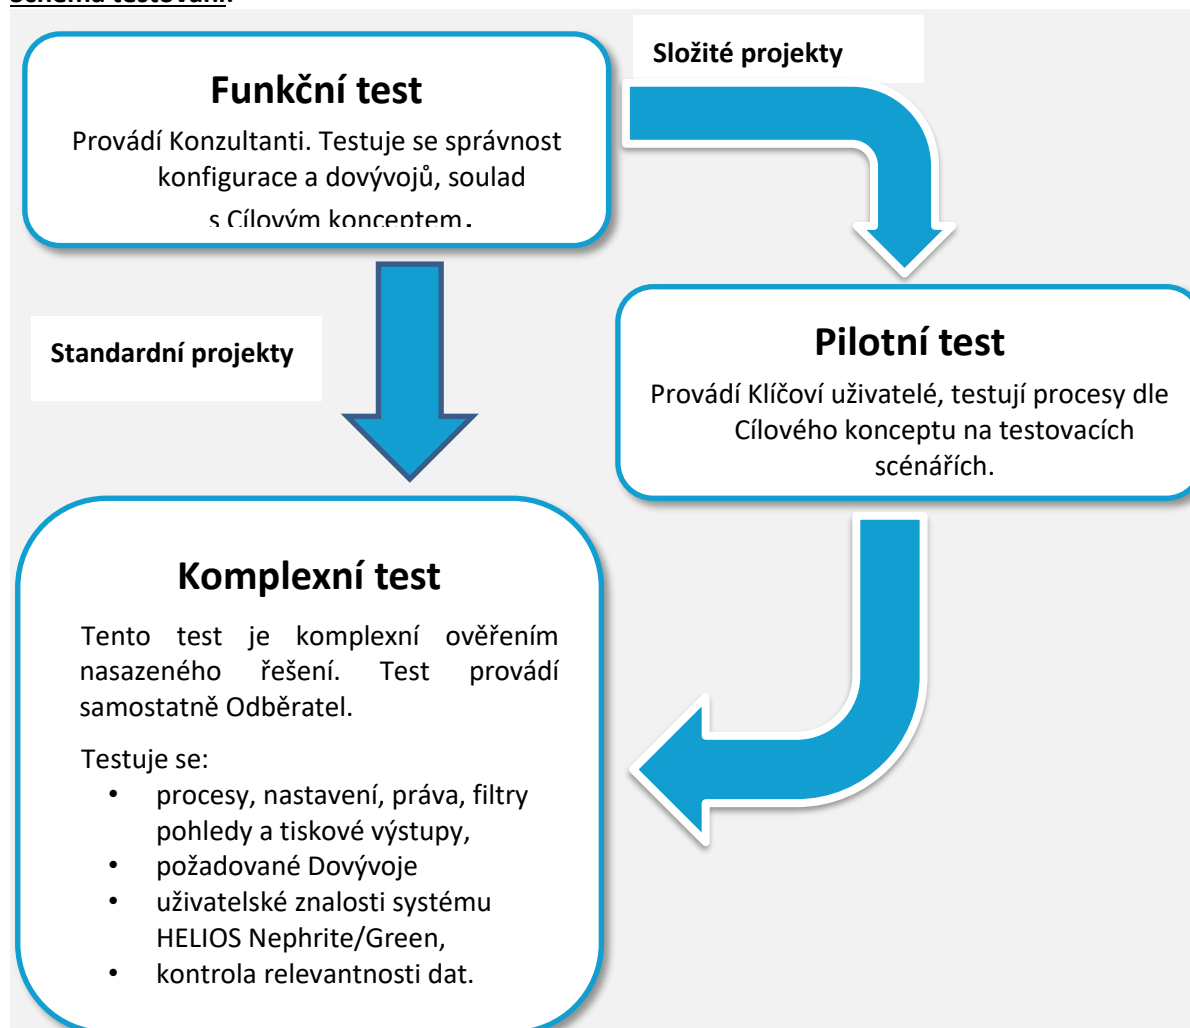 Schéma testování:
Funkční test
Provádí Konzultanti. Testuje se správnost
konfigurace a dovývojů, soulad
s Cílovým konceptem.
Složité projekty
Standardní projekty
Pilotní test
Provádí Klíčoví uživatelé, testují procesy dle
Cílového konceptu na testovacích
scénářích.
Komplexní test
Tento test je komplexní ověřením
nasazeného řešení. Test provádí
samostatně Odběratel.
Testuje se:
• procesy, nastavení, práva, filtry
pohledy a tiskové výstupy,
• požadované Dovývoje
• uživatelské znalosti systému
HELIOS Nephrite/Green,
• kontrola relevantnosti dat.